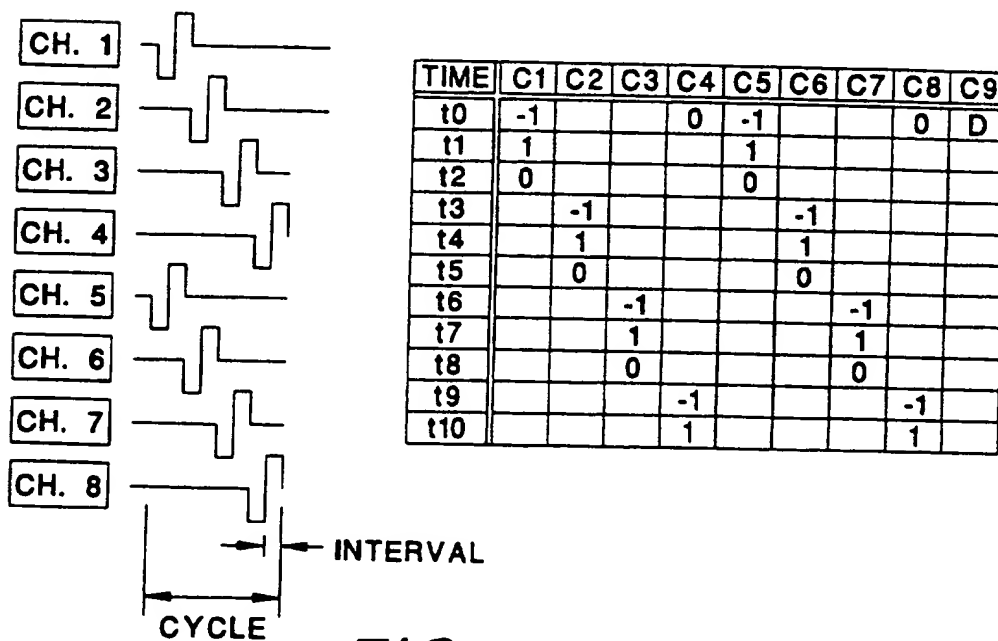 CH. 1
CH. 2
CH. 3
CH. 4
CH. 5
CH. 6
CH. 7
CH. 8
INTERVAL
CYCLE
TIME C1 C2 C3 C4 C5 C6 C7 C8 C9
t0 -1 0 -1 0 D
t1 1 1
t2 0 0
t3 -1 -1
t4 1 1
t5 0 0
t6 -1 -1
t7 1 1
t8 0 0
t9 -1 -1
t10 1 1